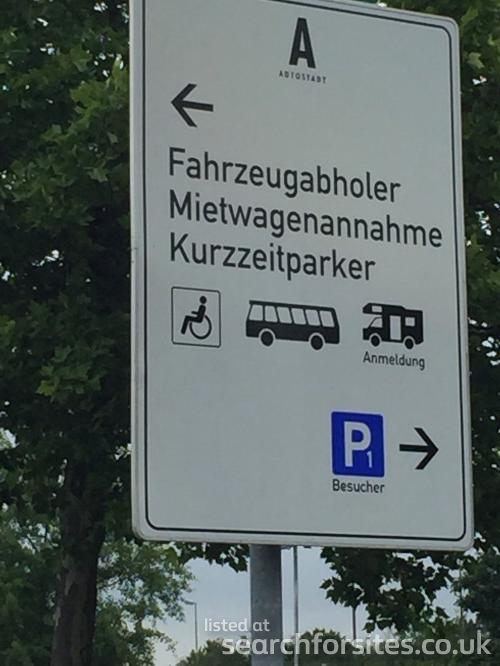 A
AUTOSTADT
Fahrzeugabholer
Mietwagenannahme
Kurzzeitparker
Anmeldung
P1
Besucher
listed at
searchforsites.co.uk